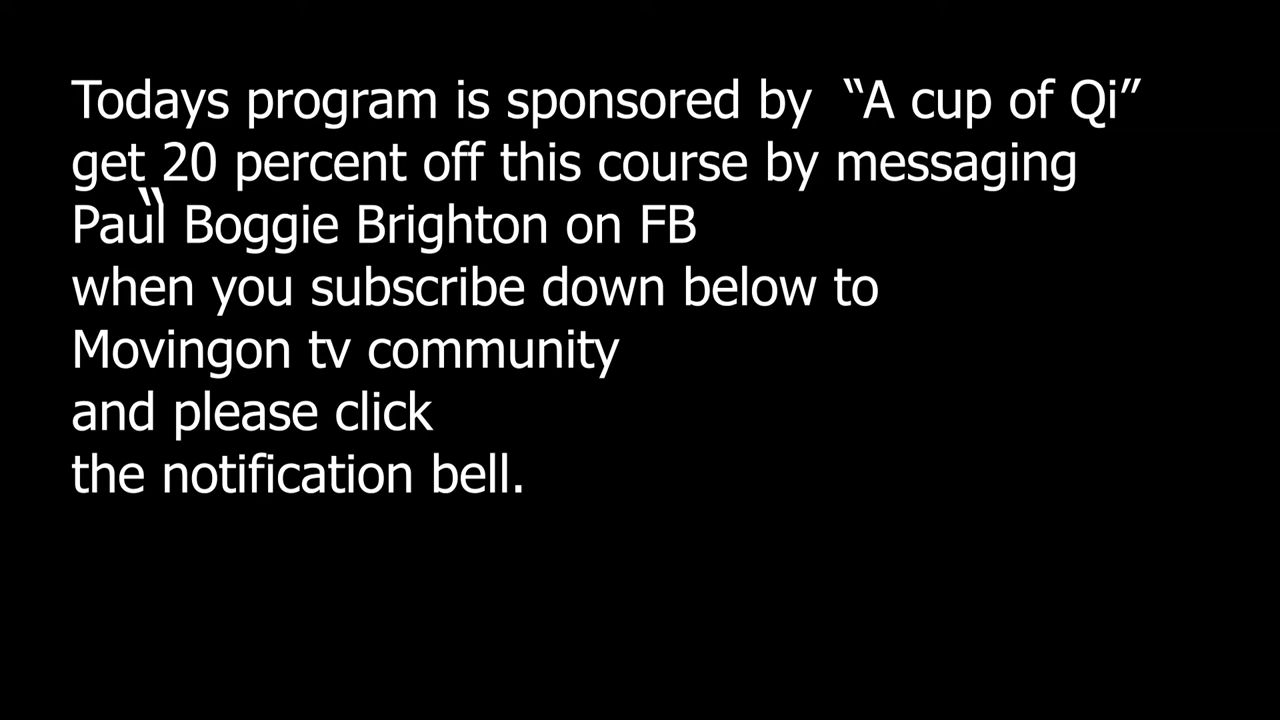 Todays program is sponsored by “A cup of Qi”
get 20 percent off this course by messaging
“
Paul Boggie Brighton on FB
when you subscribe down below to
Movingon tv community
and please click
the notification bell.